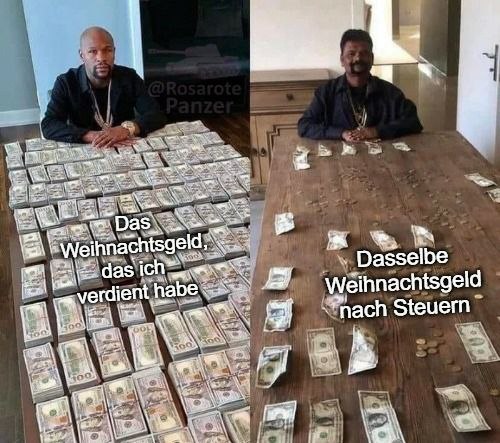 @Rosarote
Panzer
Das
Weihnachtsgeld,
das ich
verdient habe
Dasselbe
Weihnachtsgeld
nach Steuern